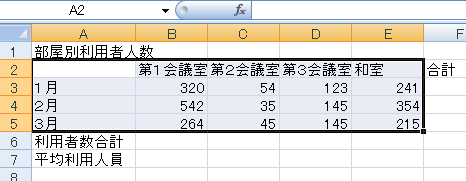 A2 fx
A B C D E F
1 部屋別利用者人数
2 第1会議室 第2会議室 第3会議室 和室 合計
3 1月 320 54 123 241
4 2月 542 35 145 354
5 3月 264 45 145 215
6 利用者数合計
7 平均利用人員